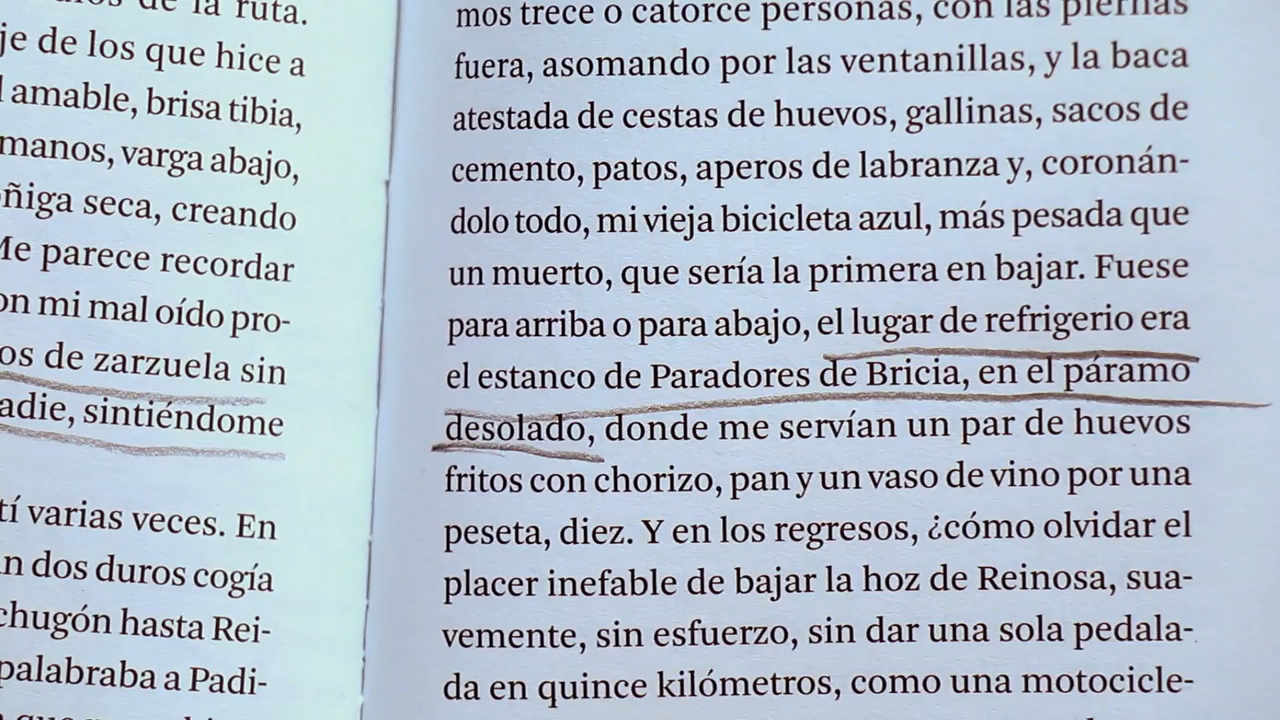 de la ruta.
je de los que hice a
amable, brisa tibia,
manos, varga abajo,
ñiga seca, creando
Me parece recordar
on mi mal oído pro-
os de zarzuela sin
adie, sintiéndome
tí varias veces. En
n dos duros cogía
chugón hasta Rei-
palabraba a Padi-
mos trece o catorce personas, con las piernas
fuera, asomando por las ventanillas, y la baca
atestada de cestas de huevos, gallinas, sacos de
cemento, patos, aperos de labranza y, coronán-
dolo todo, mi vieja bicicleta azul, más pesada que
un muerto, que sería la primera en bajar. Fuese
para arriba o para abajo, el lugar de refrigerio era
el estanco de Paradores de Bricia, en el páramo
desolado, donde me servían un par de huevos
fritos con chorizo, pan y un vaso de vino por una
peseta, diez. Y en los regresos, ¿cómo olvidar el
placer inefable de bajar la hoz de Reinosa, sua-
vemente, sin esfuerzo, sin dar una sola pedala-
da en quince kilómetros, como una motocicle-